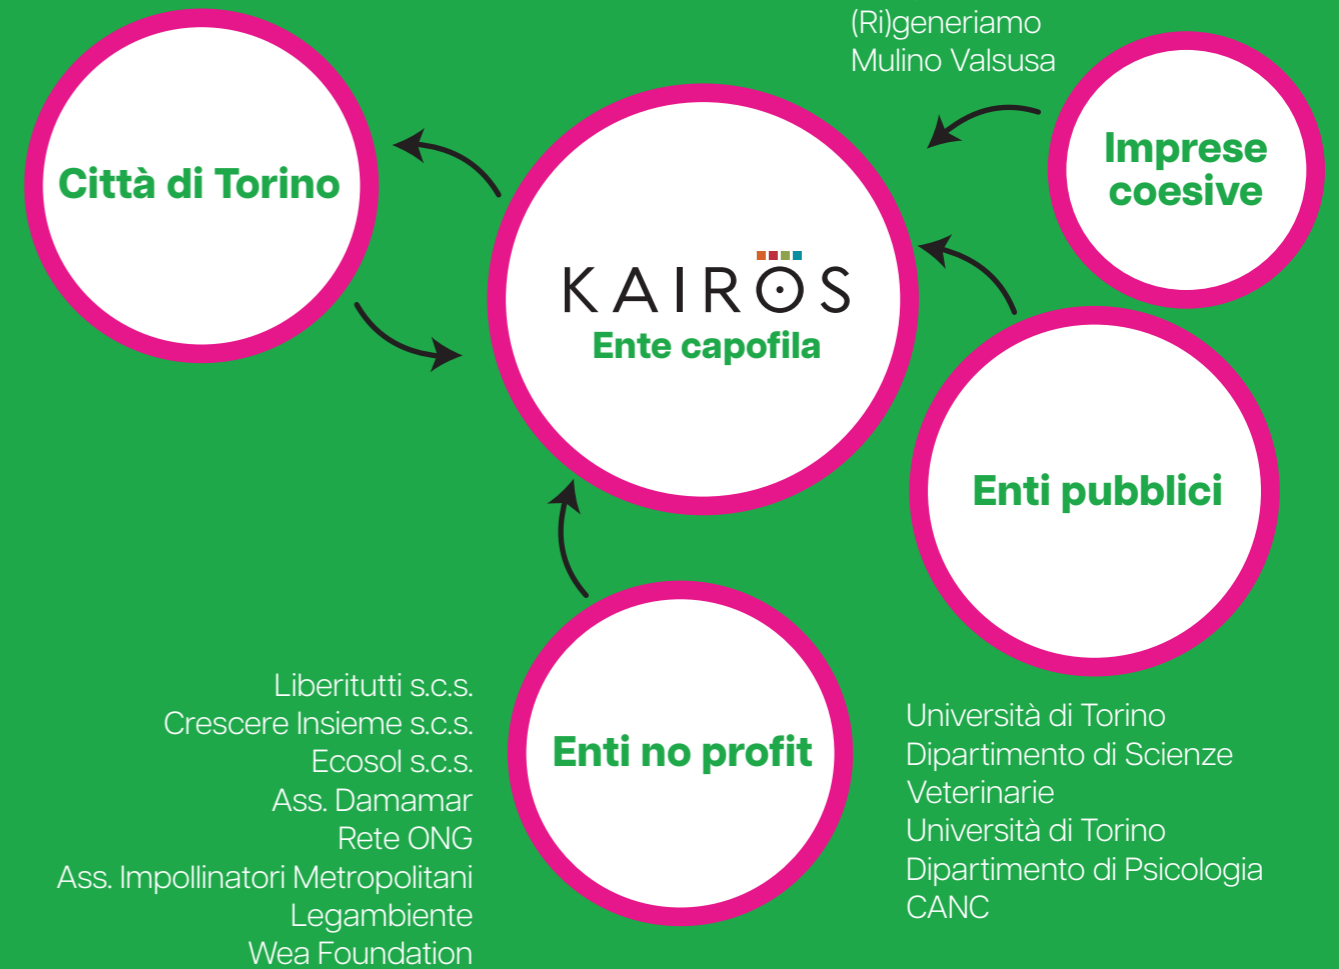 (Ri)generiamo
Mulino Valsusa
Imprese
coesive
Città di Torino
KAIRÒS
Ente capofila
Enti pubblici
Enti no profit
Liberitutti s.c.s.
Crescere Insieme s.c.s.
Ecosol s.c.s.
Ass. Damamar
Rete ONG
Ass. Impollinatori Metropolitani
Legambiente
Wea Foundation
Università di Torino
Dipartimento di Scienze
Veterinarie
Università di Torino
Dipartimento di Psicologia
CANC